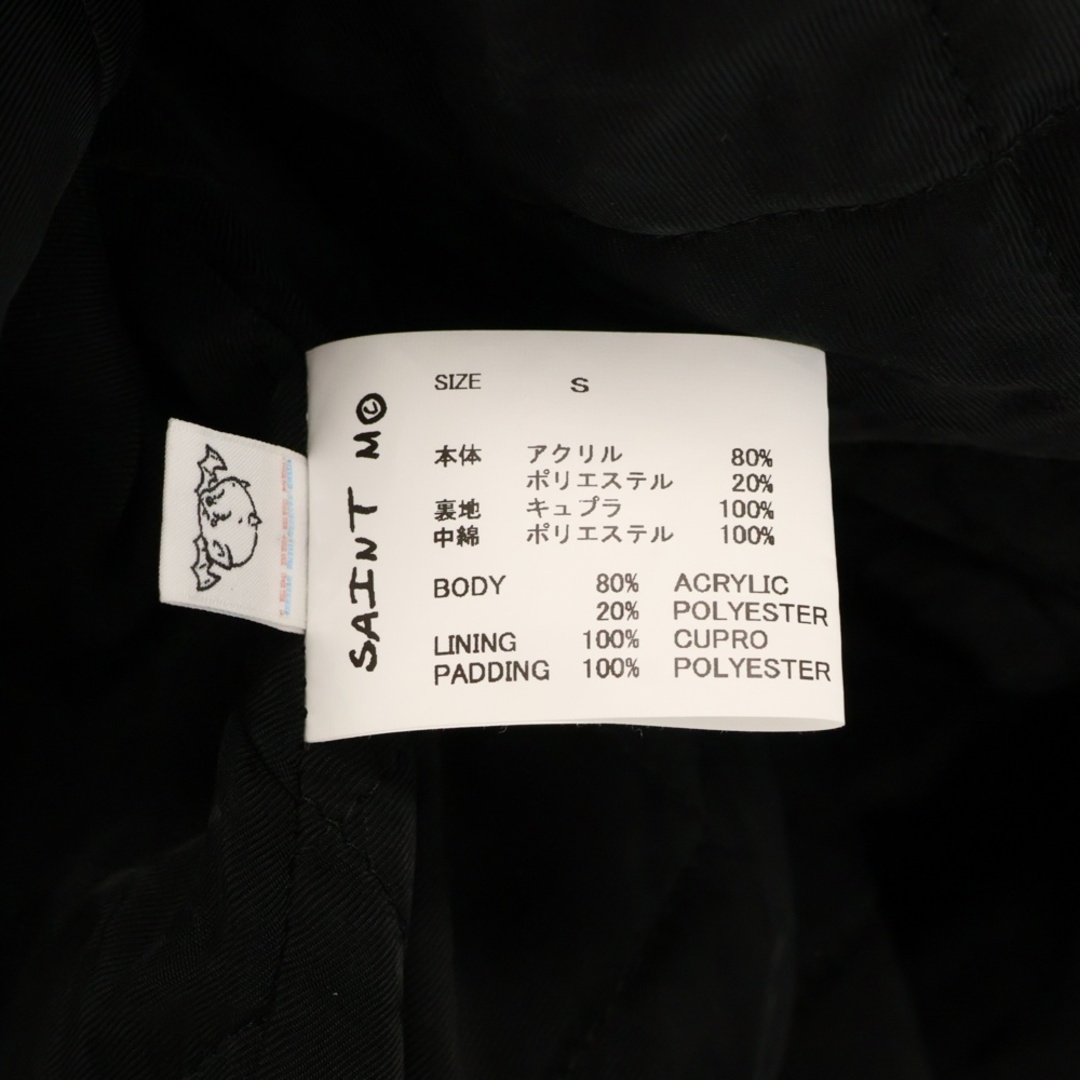 SAINT M©
SIZE S
本体 アクリル 80%
ポリエステル 20%
裏地 キュプラ 100%
中綿 ポリエステル 100%
BODY 80% ACRYLIC
20% POLYESTER
LINING 100% CUPRO
PADDING 100% POLYESTER